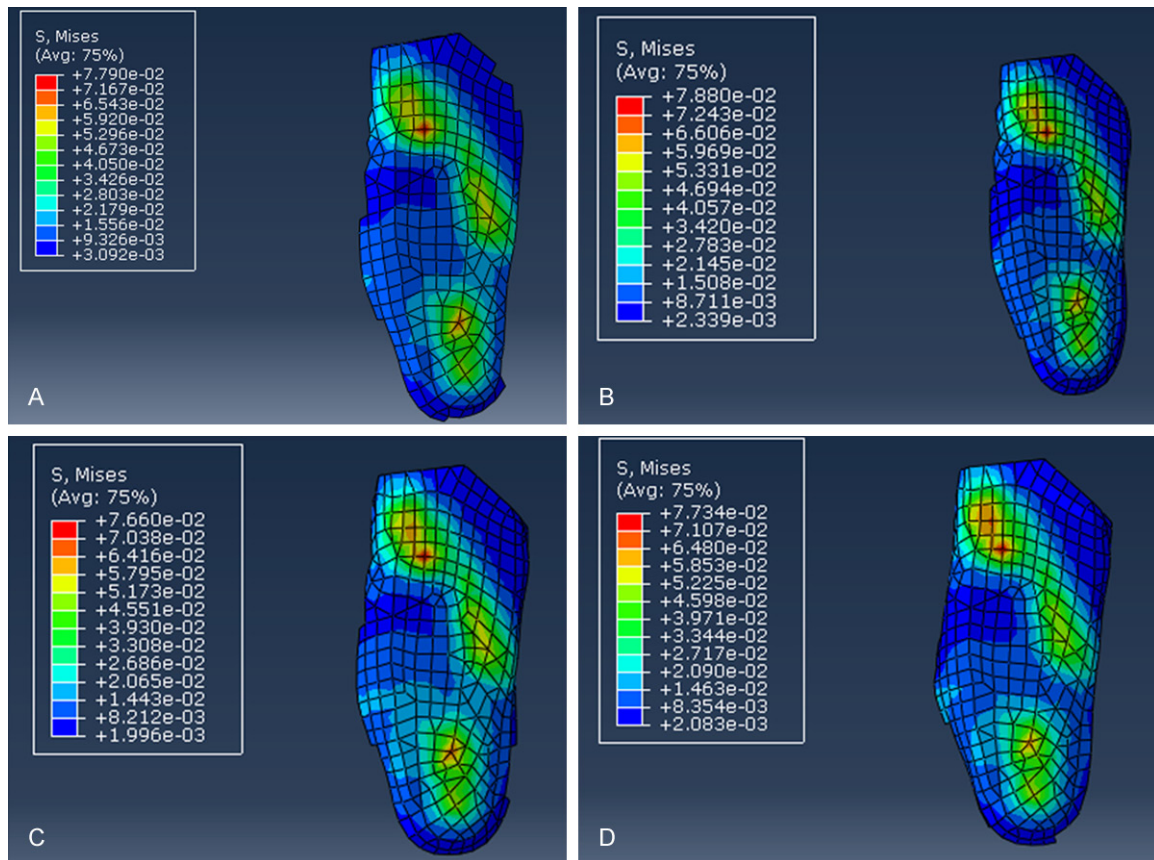 S, Mises
(Avg: 75%)
+7.790e-02
+7.167e-02
+6.543e-02
+5.920e-02
+5.296e-02
+4.673e-02
+4.050e-02
+3.426e-02
+2.803e-02
+2.179e-02
+1.556e-02
+9.326e-03
+3.092e-03
A
S, Mises
(Avg: 75%)
+7.880e-02
+7.243e-02
+6.606e-02
+5.969e-02
+5.331e-02
+4.694e-02
+4.057e-02
+3.420e-02
+2.783e-02
+2.145e-02
+1.508e-02
+8.711e-03
+2.339e-03
B
S, Mises
(Avg: 75%)
+7.660e-02
+7.038e-02
+6.416e-02
+5.795e-02
+5.173e-02
+4.551e-02
+3.930e-02
+3.308e-02
+2.686e-02
+2.065e-02
+1.443e-02
+8.212e-03
+1.996e-03
C
S, Mises
(Avg: 75%)
+7.734e-02
+7.107e-02
+6.480e-02
+5.853e-02
+5.225e-02
+4.598e-02
+3.971e-02
+3.344e-02
+2.717e-02
+2.090e-02
+1.463e-02
+8.354e-03
+2.083e-03
D